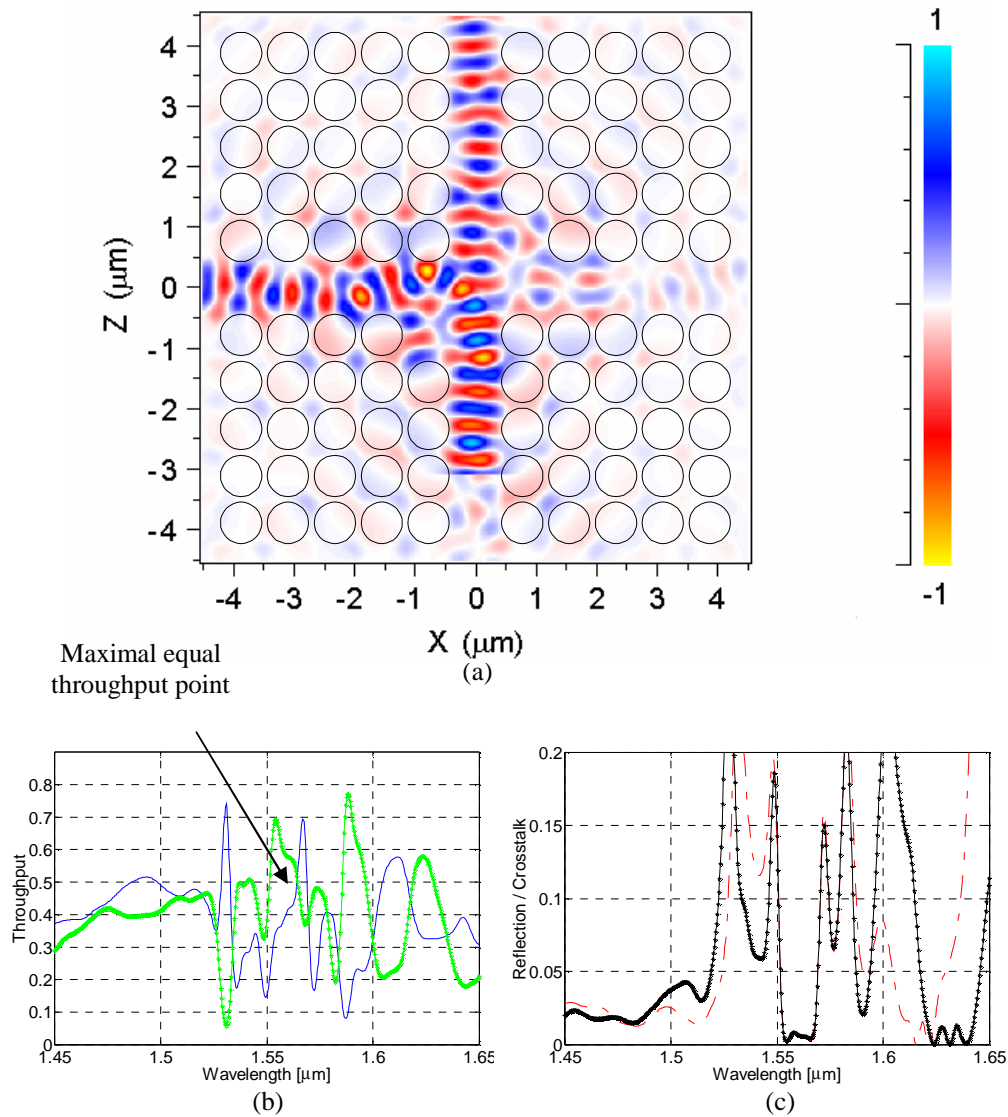 4
3
2
1
0
-1
-2
-3
-4
Z (μm)
-4 -3 -2 -1 0 1 2 3 4
X (μm)
1
-1
(a)
Maximal equal
throughput point
0.8
0.7
0.6
0.5
0.4
0.3
0.2
0.1
0
Throughput
1.45 1.5 1.55 1.6 1.65
Wavelength [μm]
(b)
0.2
0.15
0.1
0.05
0
Reflection / Crosstalk
1.45 1.5 1.55 1.6 1.65
Wavelength [μm]
(c)